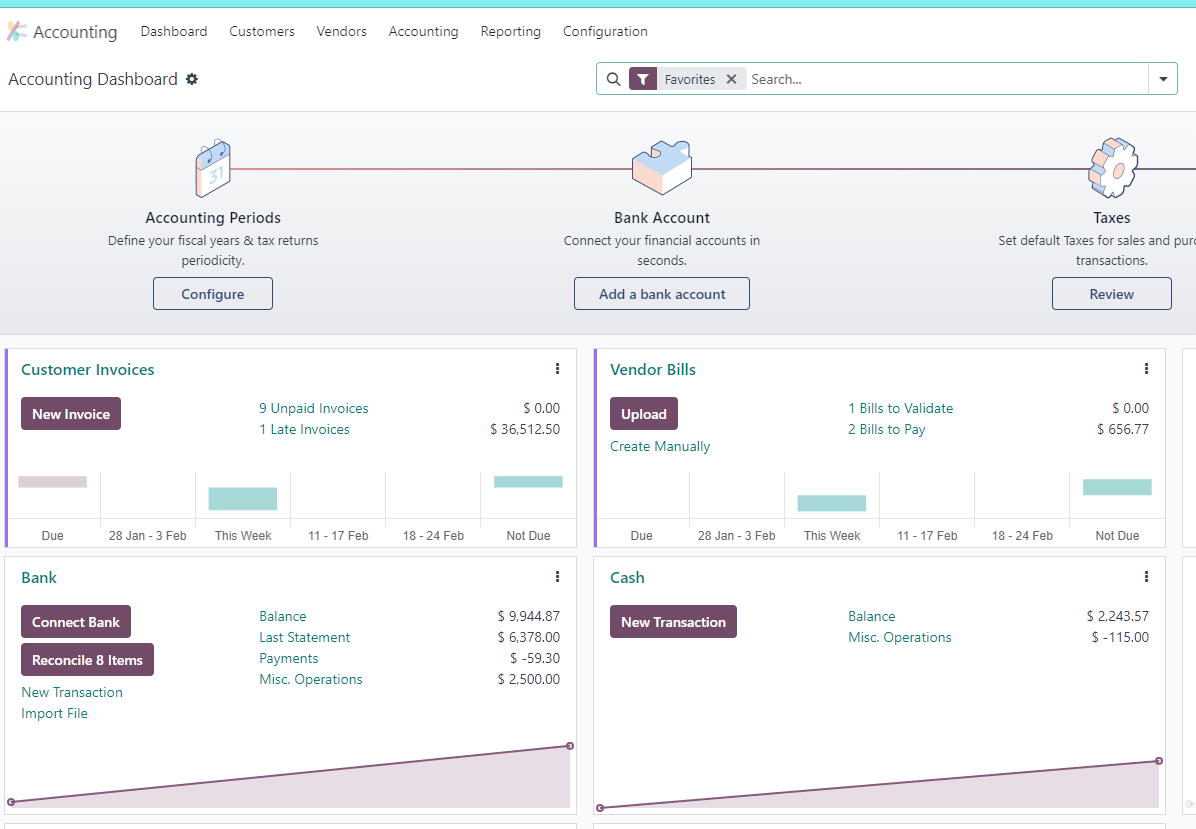 Accounting Dashboard Customers Vendors Accounting Reporting Configuration
Accounting Dashboard Favorites Search...
31
Accounting Periods
Define your fiscal years & tax returns
periodicity.
Configure
Bank Account
Connect your financial accounts in
seconds.
Add a bank account
Taxes
Set default Taxes for sales and purc
transactions.
Review
Customer Invoices
New Invoice
9 Unpaid Invoices $ 0.00
1 Late Invoices $ 36,512.50
Due 28 Jan - 3 Feb This Week 11 - 17 Feb 18 - 24 Feb Not Due
Vendor Bills
Upload
Create Manually
1 Bills to Validate $ 0.00
2 Bills to Pay $ 656.77
Due 28 Jan - 3 Feb This Week 11 - 17 Feb 18 - 24 Feb Not Due
Bank
Connect Bank
Reconcile 8 Items
New Transaction
Import File
Balance $ 9,944.87
Last Statement $ 6,378.00
Payments $ -59.30
Misc. Operations $ 2,500.00
Cash
New Transaction
Balance $ 2,243.57
Misc. Operations $ -115.00